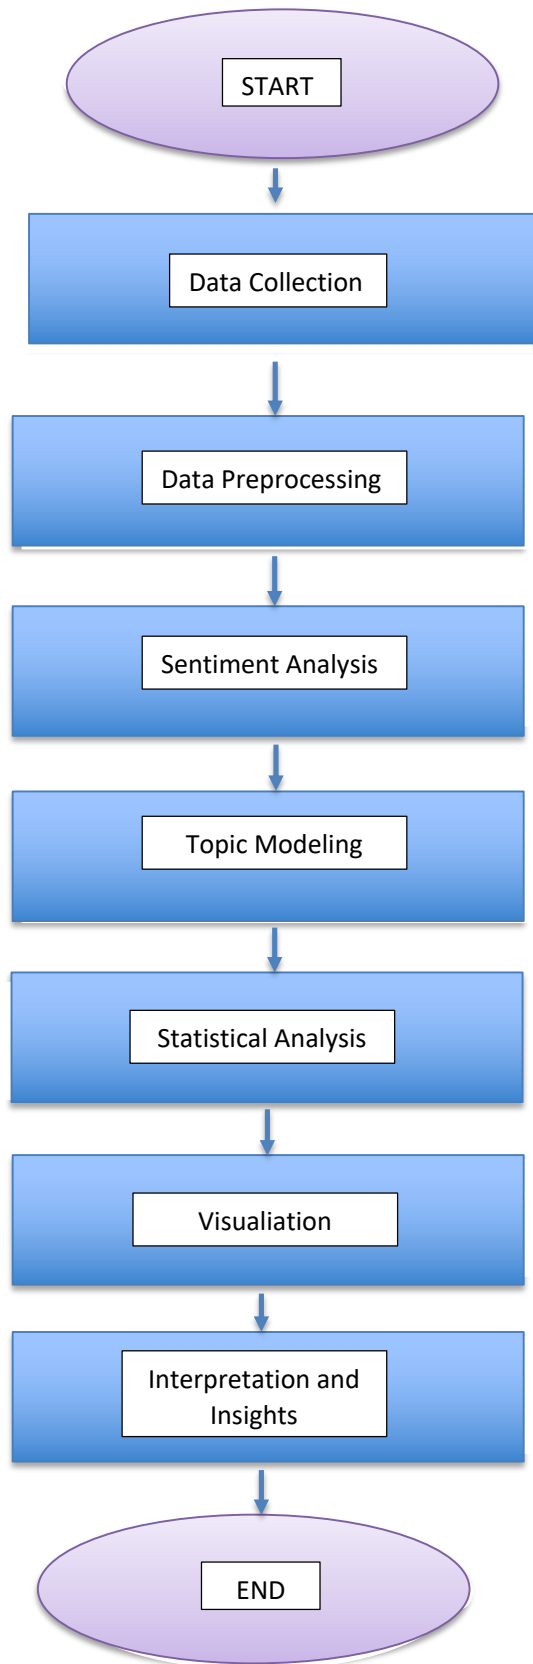 START
Data Collection
Data Preprocessing
Sentiment Analysis
Topic Modeling
Statistical Analysis
Visualiation
Interpretation and
Insights
END